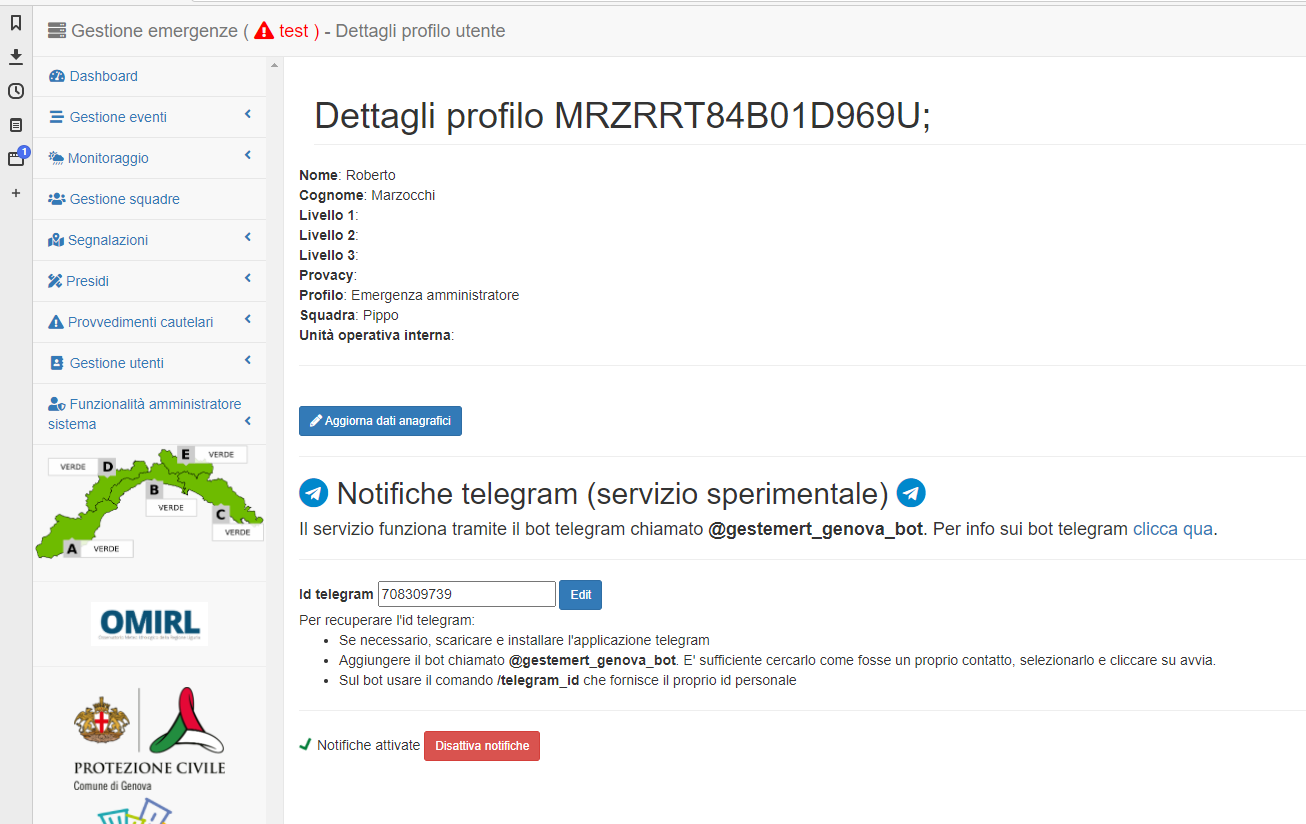 Gestione emergenze ( test ) - Dettagli profilo utente
1
Dashboard
Gestione eventi
Monitoraggio
Gestione squadre
Segnalazioni
Presidi
Provvedimenti cautelari
Gestione utenti
Funzionalità amministratore
sistema
VERDE D
E VERDE
B
VERDE
C
VERDE
A VERDE
OMIRL
PROTEZIONE CIVILE
Comune di Genova
Dettagli profilo MRZRRT84B01D969U;
Nome: Roberto
Cognome: Marzocchi
Livello 1:
Livello 2:
Livello 3:
Provacy:
Profilo: Emergenza amministratore
Squadra: Pippo
Unità operativa interna:
Aggiorna dati anagrafici
Notifiche telegram (servizio sperimentale)
Il servizio funziona tramite il bot telegram chiamato @gestemert_genova_bot. Per info sui bot telegram clicca qua.
Id telegram 708309739 Edit
Per recuperare l'id telegram:
• Se necessario, scaricare e installare l'applicazione telegram
• Aggiungere il bot chiamato @gestemert_genova_bot. E' sufficiente cercarlo come fosse un proprio contatto, selezionarlo e cliccare su avvia.
• Sul bot usare il comando /telegram_id che fornisce il proprio id personale
Notifiche attivate Disattiva notifiche